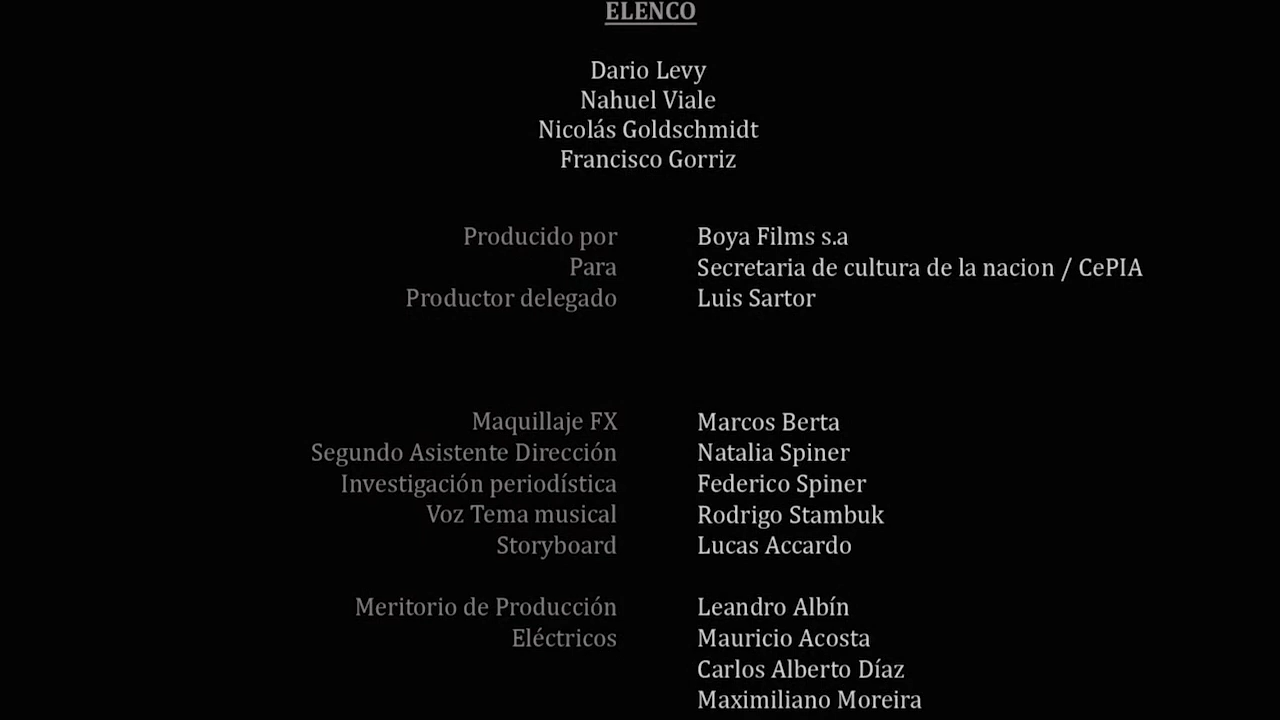 ELENCO
Dario Levy
Nahuel Viale
Nicolás Goldschmidt
Francisco Gorriz
Producido por Boya Films s.a
Para Secretaria de cultura de la nacion / CePIA
Productor delegado Luis Sartor
Maquillaje FX Marcos Berta
Segundo Asistente Dirección Natalia Spiner
Investigación periodística Federico Spiner
Voz Tema musical Rodrigo Stambuk
Storyboard Lucas Accardo
Meritorio de Producción Leandro Albín
Eléctricos Mauricio Acosta
Carlos Alberto Díaz
Maximiliano Moreira